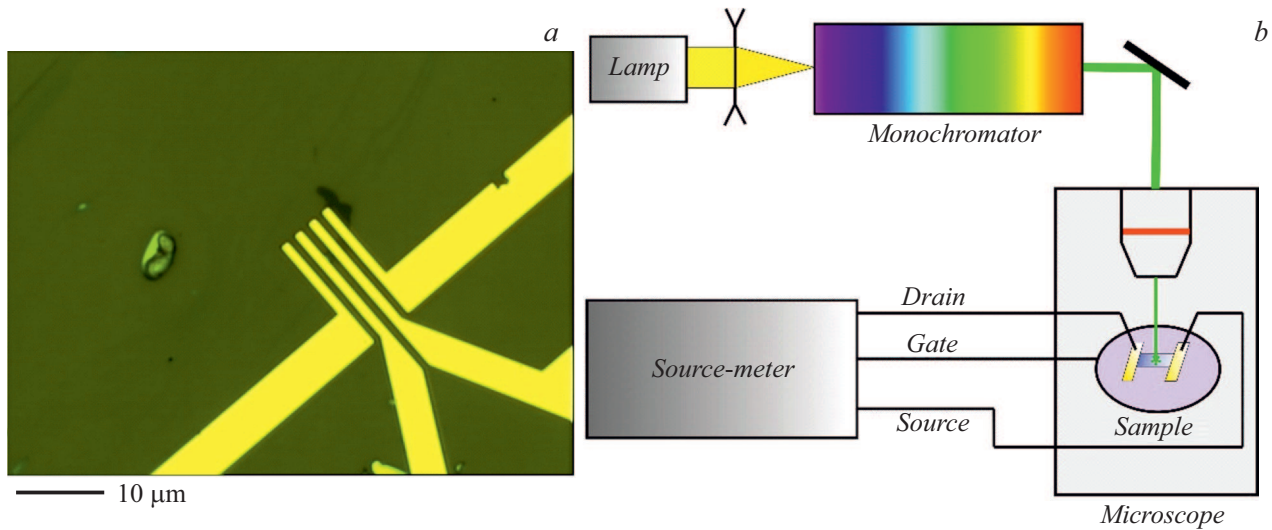 a
10 μm
b
Lamp
Monochromator
Drain
Gate
Source-meter
Source
Sample
Microscope